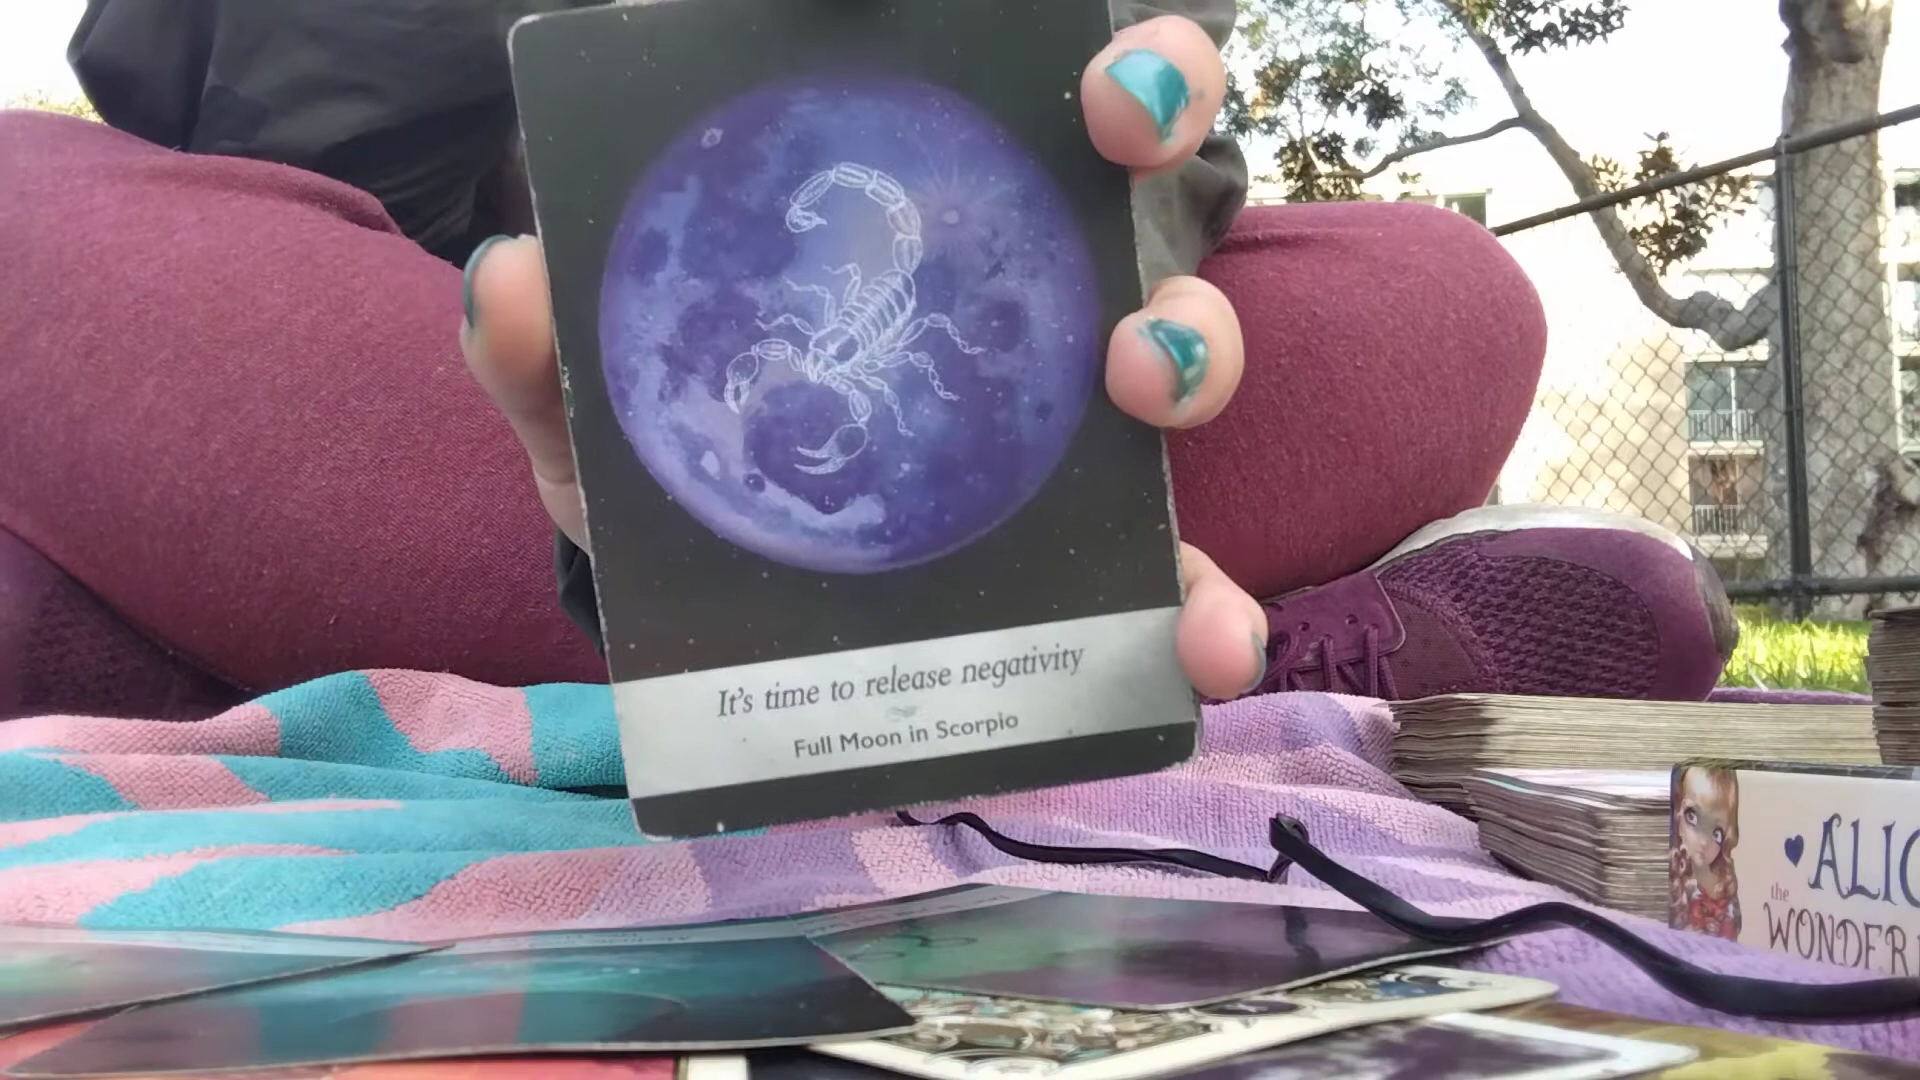 It's time to release negativity
Full Moon in Scorpio
ALIC
the
WONDER